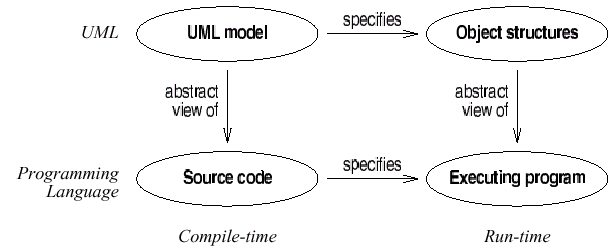 specifies
UML
UML model
Object structures
abstract
view of
abstract
view of
specifies
Programming
Language
Source code
Executing program
Compile-time
Run-time